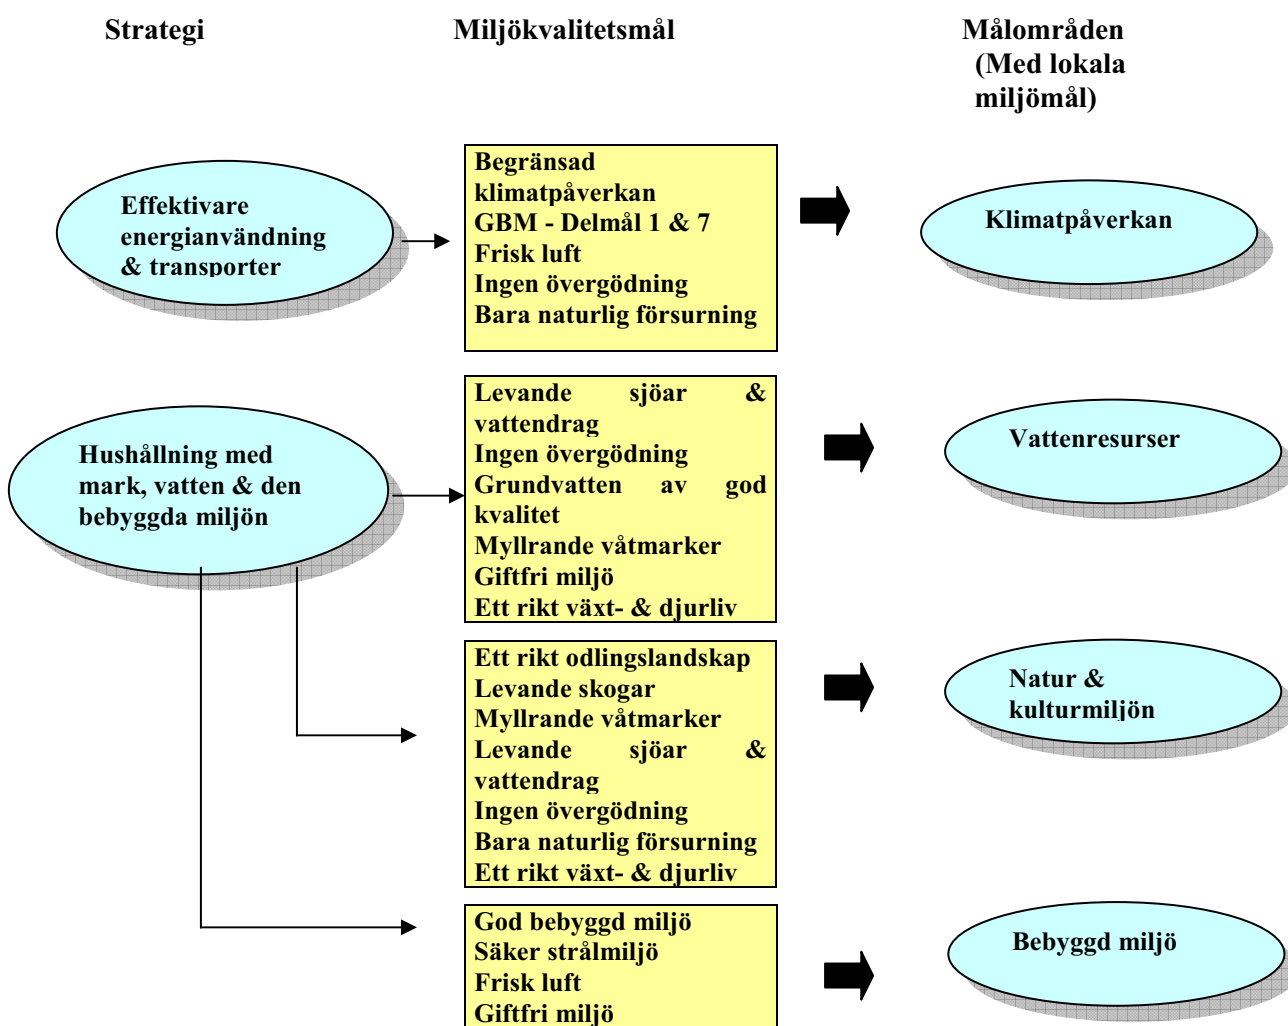 Strategi
Miljökvalitetsmål
Målområden
(Med lokala
miljömål)
Effektivare
energianvändning
& transporter
Begränsad
klimatpåverkan
GBM - Delmål 1 & 7
Frisk luft
Ingen övergödning
Bara naturlig försurning
Klimatpåverkan
Hushållning med
mark, vatten & den
bebyggda miljön
Levande sjöar &
vattendrag
Ingen övergödning
Grundvatten av god
kvalitet
Myllrande våtmarker
Giftfri miljö
Ett rikt växt- & djurliv
Vattenresurser
Ett rikt odlingslandskap
Levande skogar
Myllrande våtmarker
Levande sjöar &
vattendrag
Ingen övergödning
Bara naturlig försurning
Ett rikt växt- & djurliv
Natur &
kulturmiljön
God bebyggd miljö
Säker strålmiljö
Frisk luft
Giftfri miljö
Bebyggd miljö